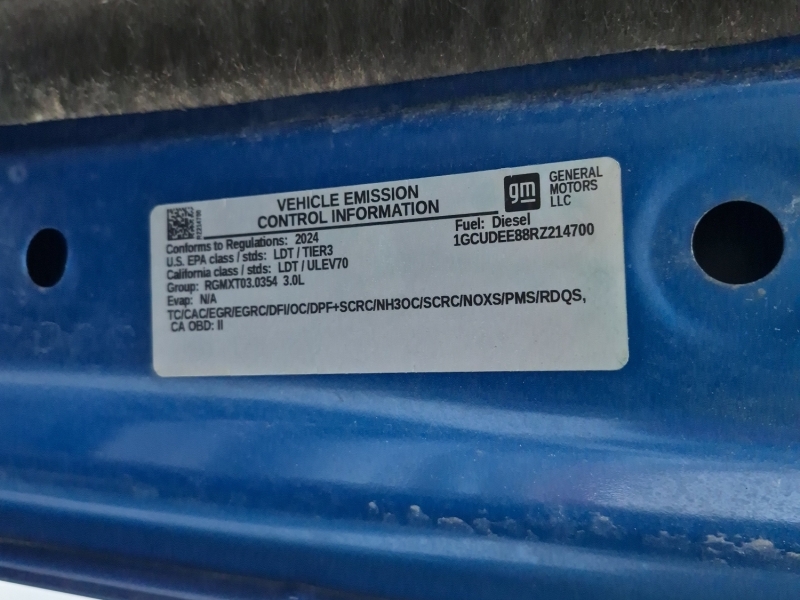 VEHICLE EMISSION
CONTROL INFORMATION
gm
GENERAL
MOTORS
LLC
Fuel: Diesel
1GCUDEE88RZ214700
Conforms to Regulations: 2024
U.S. EPA class / stds: LDT / TIER3
California class / stds: LDT / ULEV70
Group: RGMXT03.0354 3.0L
Evap: N/A
TC/CAC/EGR/EGRC/DFI/OC/DPF+SCRC/NH3OC/SCRC/NOXS/PMS/RDQS,
CA OBD: II